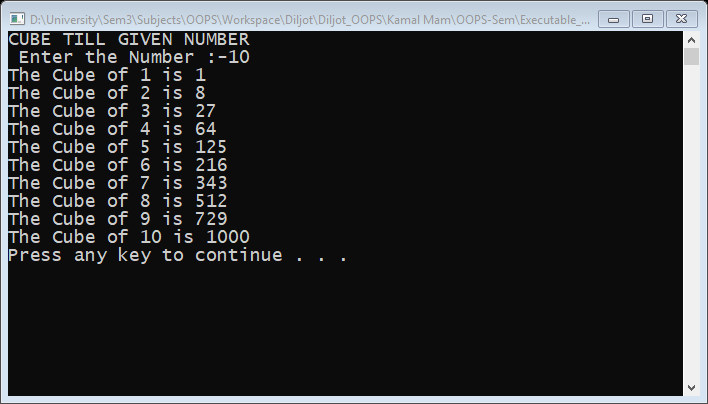 D:\University\Sem3\Subjects\OOPS\Workspace\Diljot\Diljot_OOPS\Kamal Mam\OOPS-Sem\Executable_...
CUBE TILL GIVEN NUMBER
 Enter the Number :-10
The Cube of 1 is 1
The Cube of 2 is 8
The Cube of 3 is 27
The Cube of 4 is 64
The Cube of 5 is 125
The Cube of 6 is 216
The Cube of 7 is 343
The Cube of 8 is 512
The Cube of 9 is 729
The Cube of 10 is 1000
Press any key to continue . . .